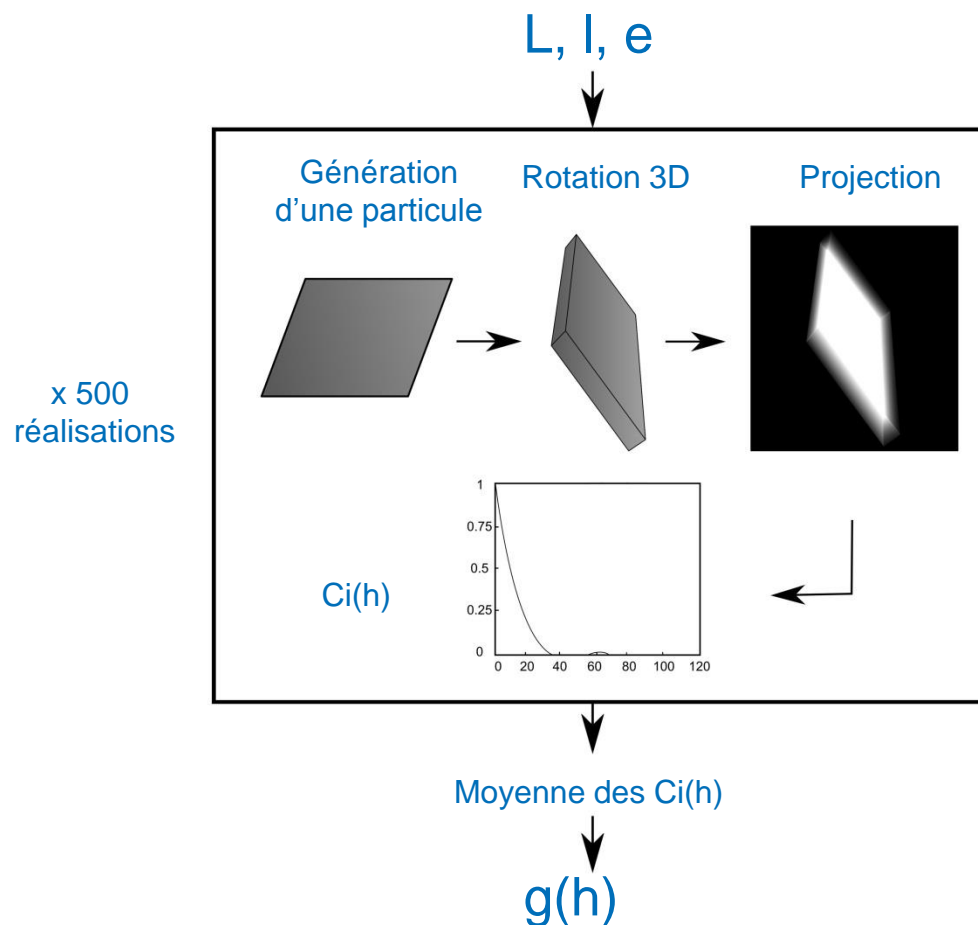 L, l, e
Génération
d'une particule
Rotation 3D
Projection
x 500
réalisations
Ci(h)
1
0.75
0.5
0.25
0
0 20 40 60 80 100 120
Moyenne des Ci(h)
g(h)